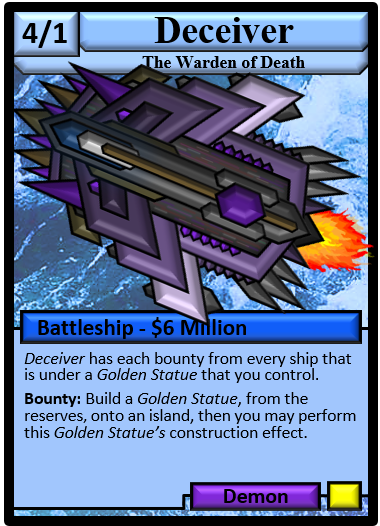 4/1
Deceiver
The Warden of Death
Battleship - $6 Million
Deceiver has each bounty from every ship that
is under a Golden Statue that you control.
Bounty: Build a Golden Statue, from the
reserves, onto an island, then you may perform
this Golden Statue's construction effect.
Demon